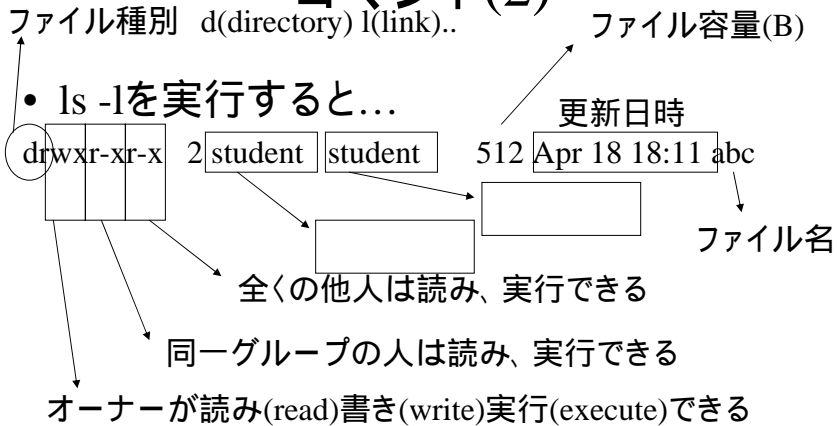 ファイル種別 d(directory) l(link)..
ファイル容量(B)
• ls -lを実行すると…
更新日時
drwxr-xr-x 2 student student 512 Apr 18 18:11 abc
ファイル名
全くの他人は読み、実行できる
同一グループの人は読み、実行できる
オーナーが読み(read)書き(write)実行(execute)できる